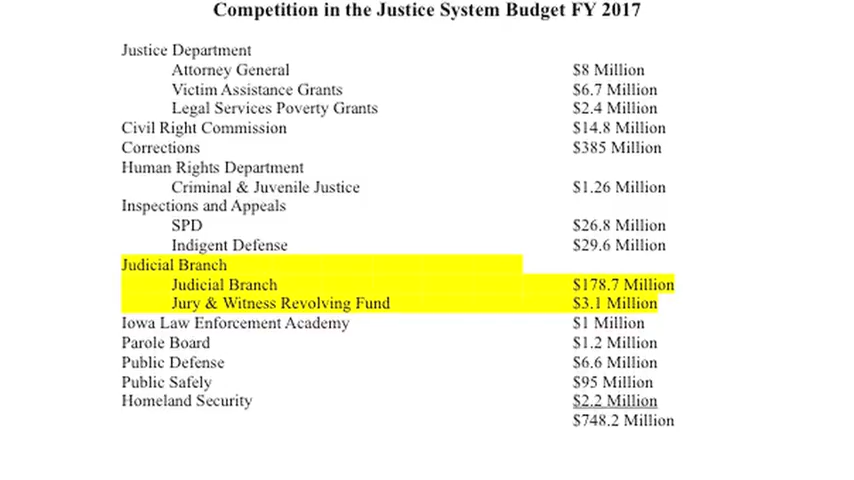 Competition in the Justice System Budget FY 2017
Justice Department
Attorney General $8 Million
Victim Assistance Grants $6.7 Million
Legal Services Poverty Grants $2.4 Million
Civil Right Commission $14.8 Million
Corrections $385 Million
Human Rights Department
Criminal & Juvenile Justice $1.26 Million
Inspections and Appeals
SPD $26.8 Million
Indigent Defense $29.6 Million
Judicial Branch
Judicial Branch $178.7 Million
Jury & Witness Revolving Fund $3.1 Million
Iowa Law Enforcement Academy $1 Million
Parole Board $1.2 Million
Public Defense $6.6 Million
Public Safely $95 Million
Homeland Security $2.2 Million
$748.2 Million